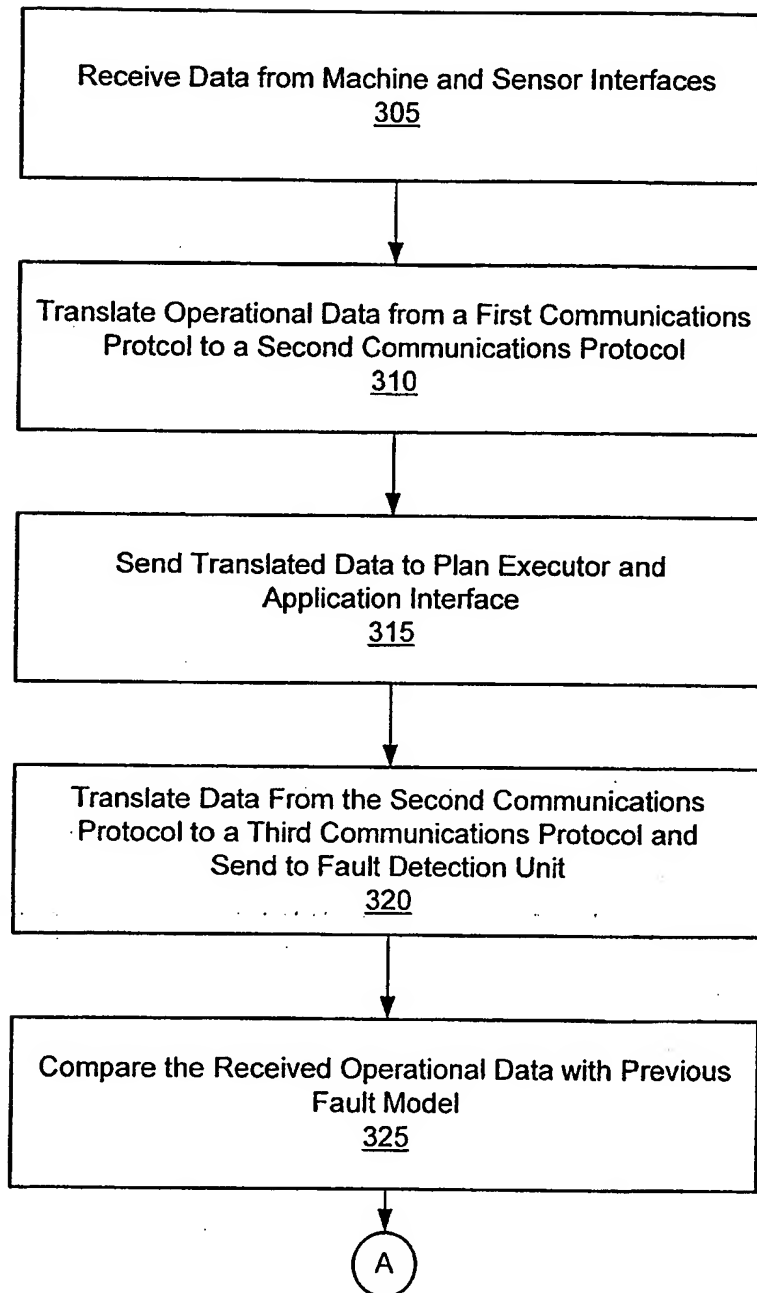 Receive Data from Machine and Sensor Interfaces
305
Translate Operational Data from a First Communications
Protcol to a Second Communications Protocol
310
Send Translated Data to Plan Executor and
Application Interface
315
Translate Data From the Second Communications
Protocol to a Third Communications Protocol and
Send to Fault Detection Unit
320
Compare the Received Operational Data with Previous
Fault Model
325
A